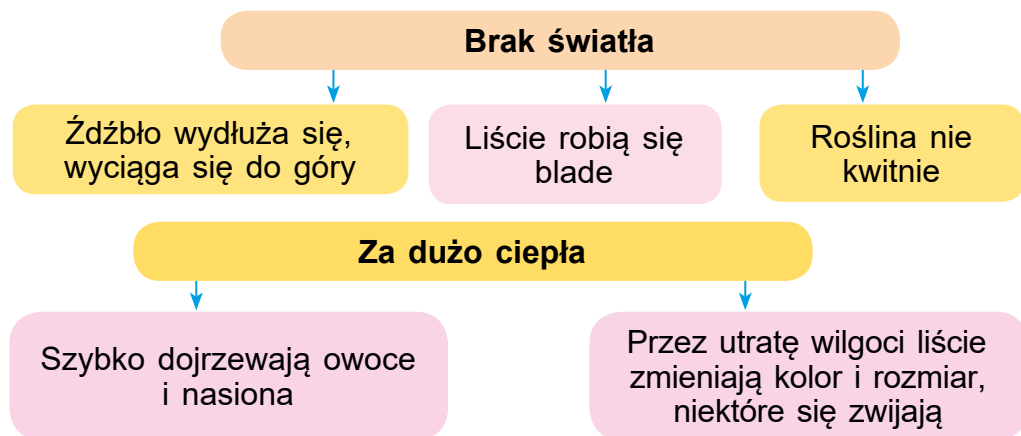 Brak światła
Źdźbło wydłuża się,
wyciąga się do góry
Liście robią się
blade
Roślina nie
kwitnie
Za dużo ciepła
Szybko dojrzewają owoce
i nasiona
Przez utratę wilgoci liście
zmieniają kolor i rozmiar,
niektóre się zwijają